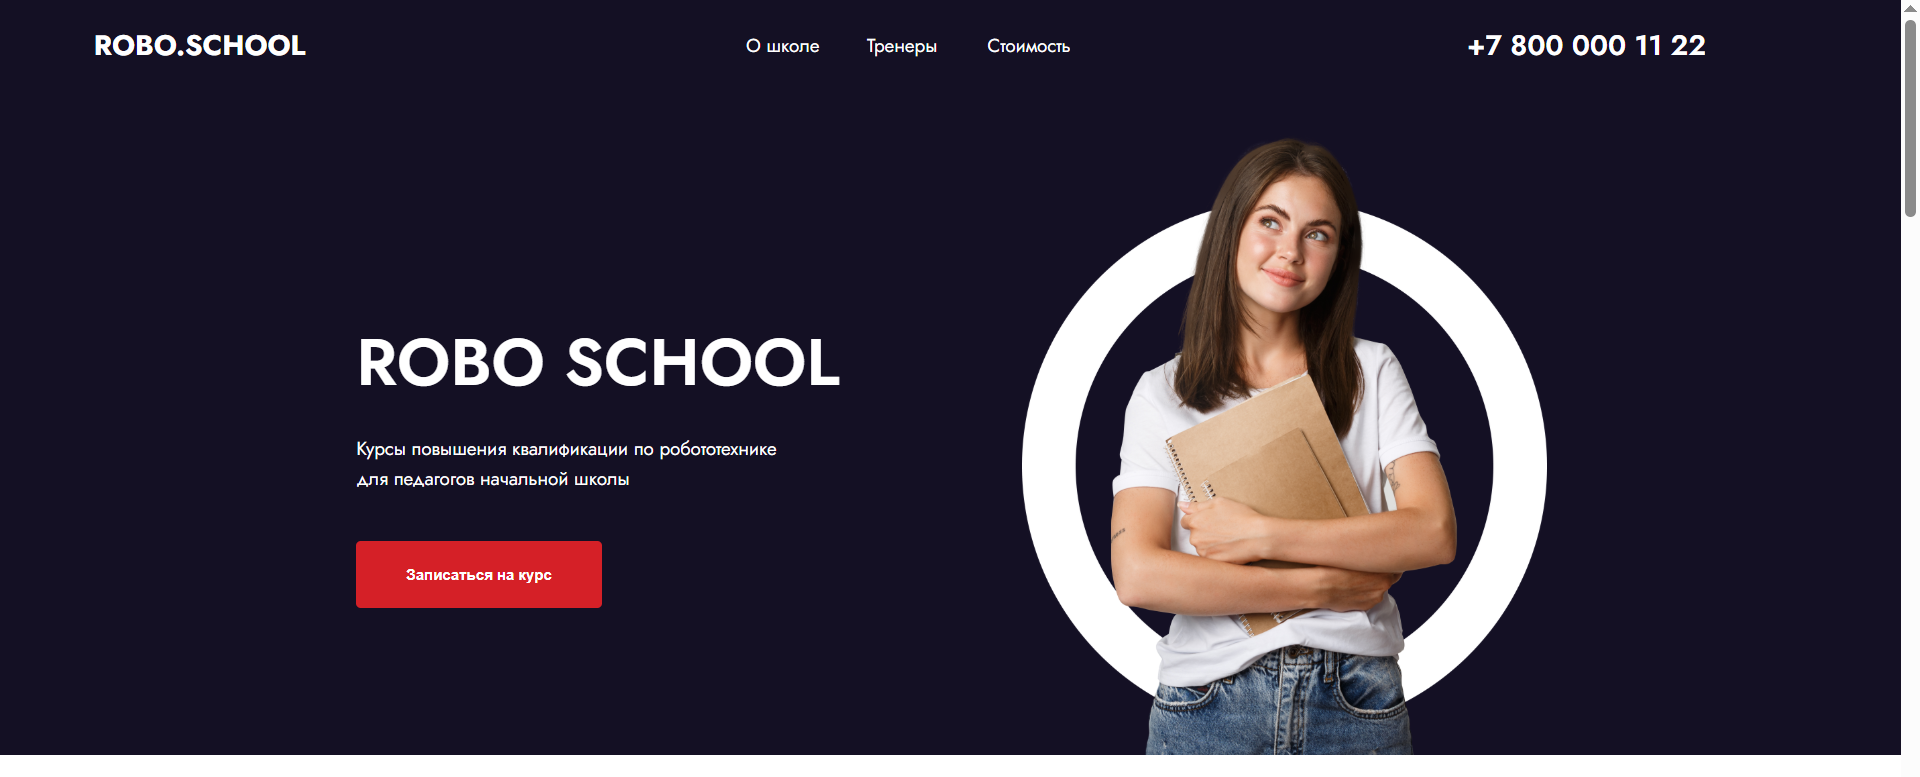 ROBO.SCHOOL
О школе
Тренеры
Стоимость
+7 800 000 11 22
ROBO SCHOOL
Курсы повышения квалификации по робототехнике
для педагогов начальной школы
Записаться на курс